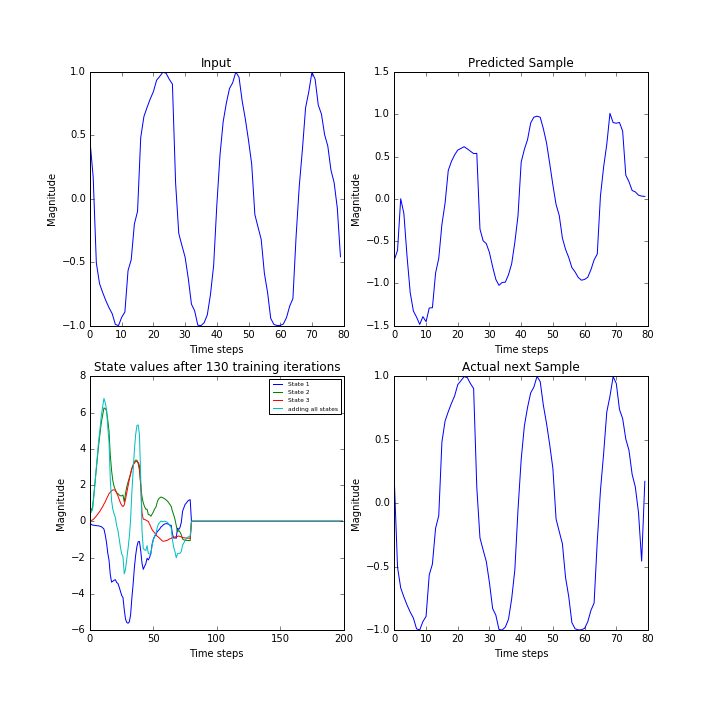 Input
Magnitude
1.0
0.5
0.0
−0.5
−1.0
0 10 20 30 40 50 60 70 80
Time steps
Predicted Sample
Magnitude
1.5
1.0
0.5
0.0
−0.5
−1.0
−1.5
0 10 20 30 40 50 60 70 80
Time steps
State values after 130 training iterations
Magnitude
8
6
4
2
0
−2
−4
−6
0 50 100 150 200
Time steps
State 1
State 2
State 3
adding all states
Actual next Sample
Magnitude
1.0
0.5
0.0
−0.5
−1.0
0 10 20 30 40 50 60 70 80
Time steps